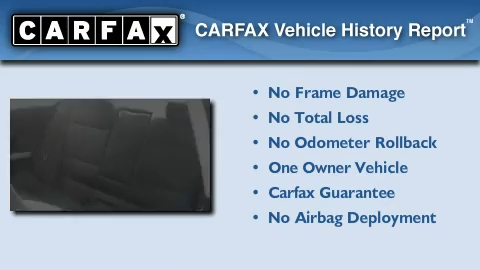 CARFAX® CARFAX Vehicle History Report™
• No Frame Damage
• No Total Loss
• No Odometer Rollback
• One Owner Vehicle
• Carfax Guarantee
• No Airbag Deployment